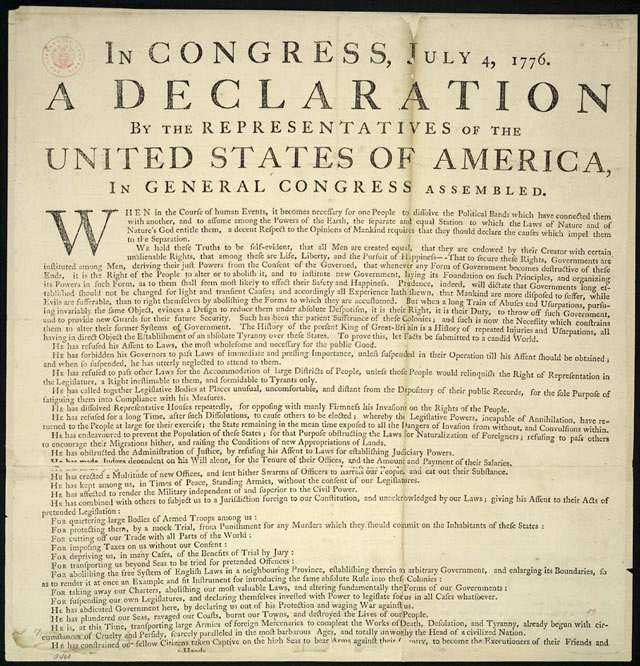 IN CONGRESS, JULY 4, 1776.
A DECLARATION
BY THE REPRESENTATIVES OF THE
UNITED STATES OF AMERICA,
IN GENERAL CONGRESS ASSEMBLED.
WHEN in the Course of human Events, it becomes necessary for one People to dissolve the Political Bands which have connected them
with another, and to assume among the Powers of the Earth, the separate and equal Station to which the Laws of Nature and of
Nature's God entitle them, a decent Respect to the Opinions of Mankind requires that they should declare the causes which impel them
to the Separation.
We hold these Truths to be self-evident, that all Men are created equal, that they are endowed by their Creator with certain
unalienable Rights, that among these are Life, Liberty, and the Pursuit of Happiness--That to secure these Rights, Governments are
instituted among Men, deriving their just Powers from the Consent of the Governed, that whenever any Form of Government becomes destructive of these
Ends, it is the Right of the People to alter or to abolish it, and to institute new Government, laying its Foundation on such Principles, and organizing
its Powers in such Form, as to them shall seem most likely to effect their Safety and Happiness. Prudence, indeed, will dictate that Governments long es-
tablished should not be changed for light and transient Causes; and accordingly all Experience hath shewn, that Mankind are more disposed to suffer, while
Evils are sufferable, than to right themselves by abolishing the Forms to which they are accustomed. But when a long Train of Abuses and Usurpations, pursu-
ing invariably the same Object, evinces a Design to reduce them under absolute Despotism, it is their Right, it is their Duty, to throw off such Government,
and to provide new Guards for their future Security. Such has been the patient Sufferance of these Colonies; and such is now the Necessity which constrains
them to alter their former Systems of Government. The History of the present King of Great-Britain is a History of repeated Injuries and Usurpations, all
having in direct Object the Establishment of an absolute Tyranny over these States. To prove this, let Facts be submitted to a candid World.
He has refused his Assent to Laws, the most wholesome and necessary for the public Good.
He has forbidden his Governors to pass Laws of immediate and pressing Importance, unless suspended in their Operation till his Assent should be obtained;
and when so suspended, he has utterly neglected to attend to them.
He has refused to pass other Laws for the Accommodation of large Districts of People, unless those People would relinquish the Right of Representation in
the Legislature, a Right inestimable to them, and formidable to Tyrants only.
He has called together Legislative Bodies at Places unusual, uncomfortable, and distant from the Depository of their public Records, for the sole Purpose of
fatiguing them into Compliance with his Measures.
He has dissolved Representative Houses repeatedly, for opposing with manly Firmness his Invasions on the Rights of the People.
He has refused for a long Time, after such Dissolutions, to cause others to be elected; whereby the Legislative Powers, incapable of Annihilation, have re-
turned to the People at large for their exercise; the State remaining in the mean time exposed to all the Dangers of Invasion from without, and Convulsions within.
He has endeavoured to prevent the Population of these States; for that Purpose obstructing the Laws for Naturalization of Foreigners; refusing to pass others
to encourage their Migrations hither, and raising the Conditions of new Appropriations of Lands.
He has obstructed the Administration of Justice, by refusing his Assent to Laws for establishing Judiciary Powers.
He has made Judges dependent on his Will alone, for the Tenure of their Offices, and the Amount and Payment of their Salaries.
He has erected a Multitude of new Offices, and sent hither Swarms of Officers to harrass our People, and eat out their Substance.
He has kept among us, in Times of Peace, Standing Armies, without the consent of our Legislatures.
He has affected to render the Military independent of and superior to the Civil Power.
He has combined with others to subject us to a Jurisdiction foreign to our Constitution, and unacknowledged by our Laws; giving his Assent to their Acts of
pretended Legislation:
For quartering large Bodies of Armed Troops among us:
For protecting them, by a mock Trial, from Punishment for any Murders which they should commit on the Inhabitants of these States:
For cutting off our Trade with all Parts of the World:
For imposing Taxes on us without our Consent:
For depriving us, in many Cases, of the Benefits of Trial by Jury:
For transporting us beyond Seas to be tried for pretended Offences:
For abolishing the free System of English Laws in a neighbouring Province, establishing therein an arbitrary Government, and enlarging its Boundaries, so
as to render it at once an Example and fit Instrument for introducing the same absolute Rule into these Colonies:
For taking away our Charters, abolishing our most valuable Laws, and altering fundamentally the Forms of our Governments:
For suspending our own Legislatures, and declaring themselves invested with Power to legislate for us in all Cases whatsoever.
He has abdicated Government here, by declaring us out of his Protection and waging War against us.
He has plundered our Seas, ravaged our Coasts, burnt our Towns, and destroyed the Lives of our People.
He is, at this Time, transporting large Armies of foreign Mercenaries to compleat the Works of Death, Desolation, and Tyranny, already begun with cir-
cumstances of Cruelty and Perfidy, scarcely paralleled in the most barbarous Ages, and totally unworthy the Head of a civilized Nation.
He has constrained our fellow Citizens taken Captive on the high Seas to bear Arms against their Country, to become the Executioners of their Friends and
Hands